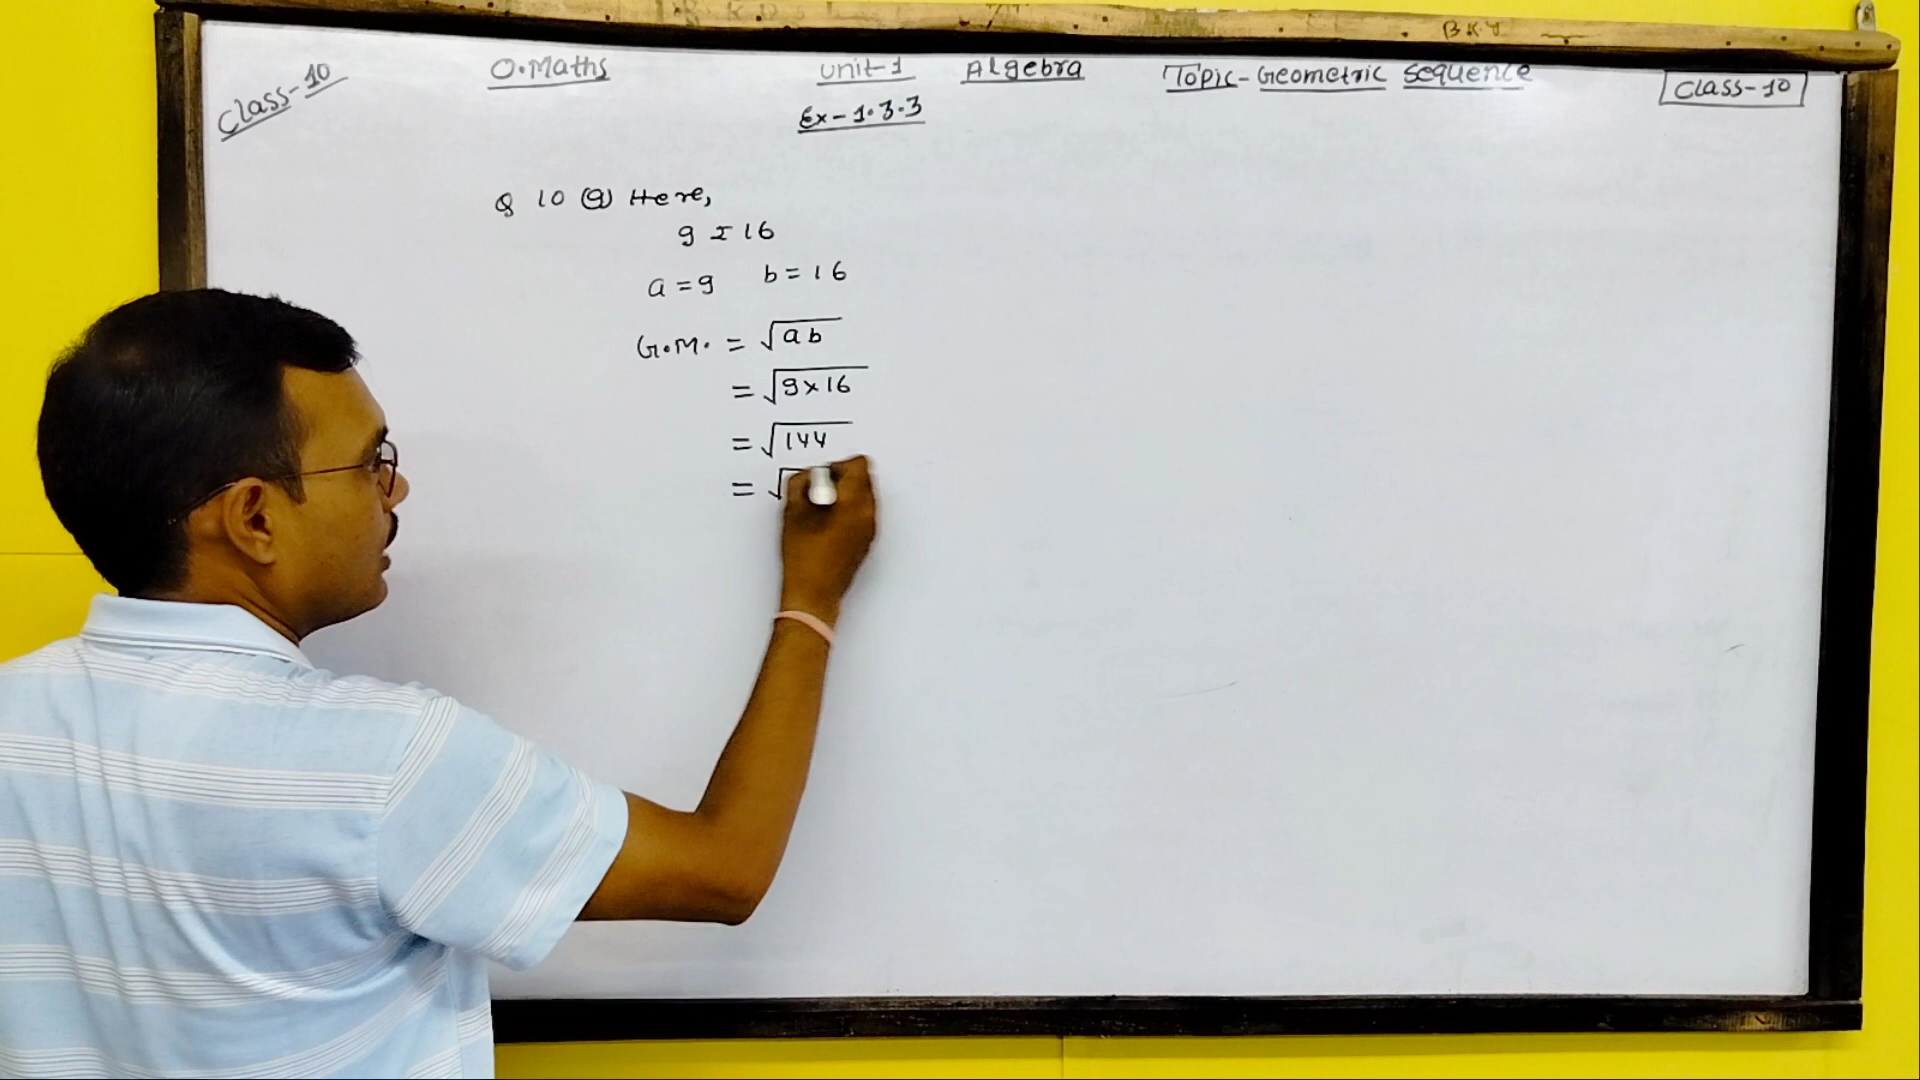 B.K.Y
Class-10 O.Maths Unit-1 Algebra Topic-Geometric sequence Class-10
Ex-1.3.3
Q 10 (a) Here,
9 & 16
a = 9 b = 16
G.M. = √ab
= √9×16
= √144
= √